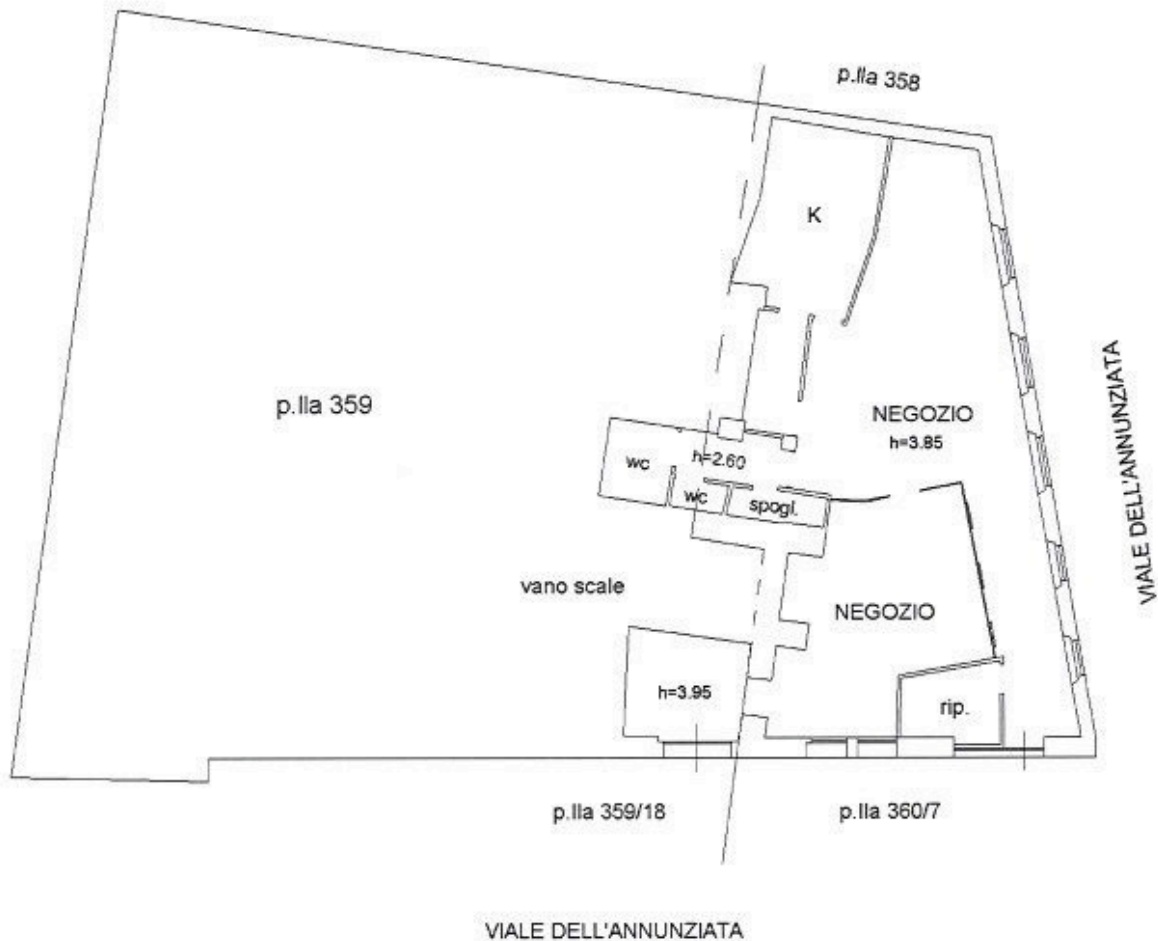 p.lla 358
K
p.lla 359
NEGOZIO
h=3.85
VIALE DELL'ANNUNZIATA
wc
h=2.60
wc
spogl.
vano scale
NEGOZIO
h=3.95
rip.
p.lla 359/18
p.lla 360/7
VIALE DELL'ANNUNZIATA